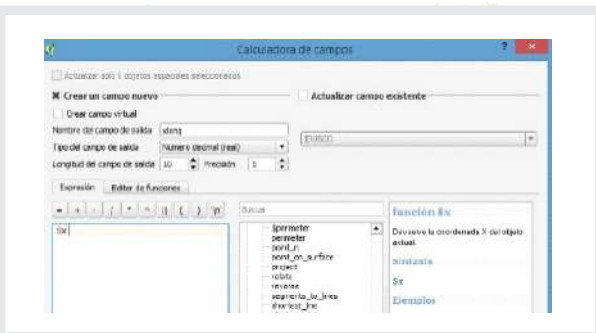 Calculadora de campos
Actualizar sólo 1 objetos espaciales seleccionados
Crear un campo nuevo
Actualizar campo existente
Crear campo virtual
Nombre del campo de salida xlong
Tipo del campo de salida Número decimal (real)
Longitud del campo de salida 10 Precisión 5
Expresión Editor de funciones
= + - / * ^ || ( ) '\n'
Buscar
$x
$perimeter
perimeter
point_n
point_on_surface
project
relate
reverse
segments_to_lines
shortest_line
función $x
Devuelve la coordenada X del objeto
actual.
Sintaxis
$x
Ejemplos